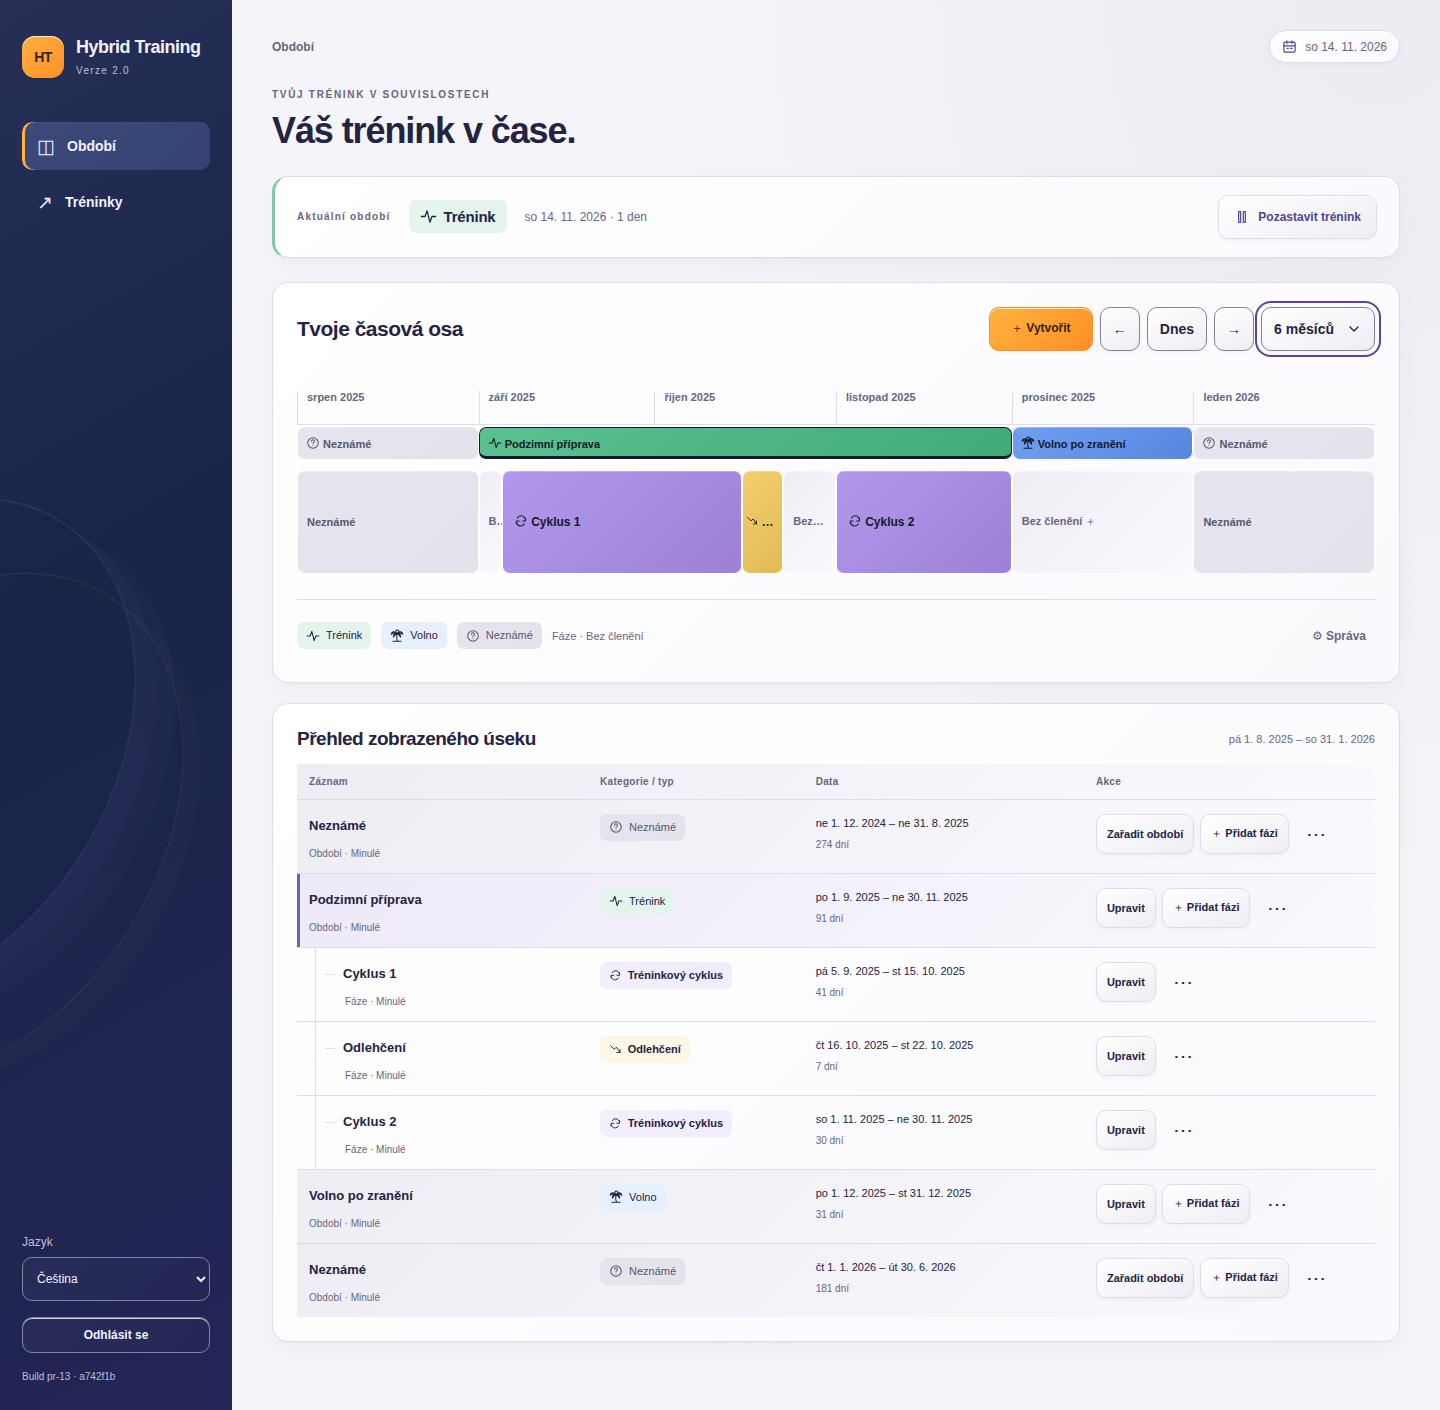 HT
Hybrid Training
Verze 2.0
Období
Tréninky
Jazyk
Čeština
Odhlásit se
Build pr-13 · a742f1b
Období
so 14. 11. 2026
TVŮJ TRÉNINK V SOUVISLOSTECH
Váš trénink v čase.
Aktuální období
Trénink
so 14. 11. 2026 · 1 den
Pozastavit trénink
Tvoje časová osa
+ Vytvořit
←
Dnes
→
6 měsíců
srpen 2025
září 2025
říjen 2025
listopad 2025
prosinec 2025
leden 2026
Neznámé
Podzimní příprava
Volno po zranění
Neznámé
Neznámé
B…
Cyklus 1
…
Bez…
Cyklus 2
Bez členění +
Neznámé
Trénink
Volno
Neznámé
Fáze · Bez členění
⚙ Správa
Přehled zobrazeného úseku
pá 1. 8. 2025 – so 31. 1. 2026
Záznam Kategorie / typ Data Akce
Neznámé
Období · Minulé
Neznámé
ne 1. 12. 2024 – ne 31. 8. 2025
274 dní
Zařadit období
+ Přidat fázi
···
Podzimní příprava
Období · Minulé
Trénink
po 1. 9. 2025 – ne 30. 11. 2025
91 dní
Upravit
+ Přidat fázi
···
Cyklus 1
Fáze · Minulé
Tréninkový cyklus
pá 5. 9. 2025 – st 15. 10. 2025
41 dní
Upravit
···
Odlehčení
Fáze · Minulé
Odlehčení
čt 16. 10. 2025 – st 22. 10. 2025
7 dní
Upravit
···
Cyklus 2
Fáze · Minulé
Tréninkový cyklus
so 1. 11. 2025 – ne 30. 11. 2025
30 dní
Upravit
···
Volno po zranění
Období · Minulé
Volno
po 1. 12. 2025 – st 31. 12. 2025
31 dní
Upravit
+ Přidat fázi
···
Neznámé
Období · Minulé
Neznámé
čt 1. 1. 2026 – út 30. 6. 2026
181 dní
Zařadit období
+ Přidat fázi
···